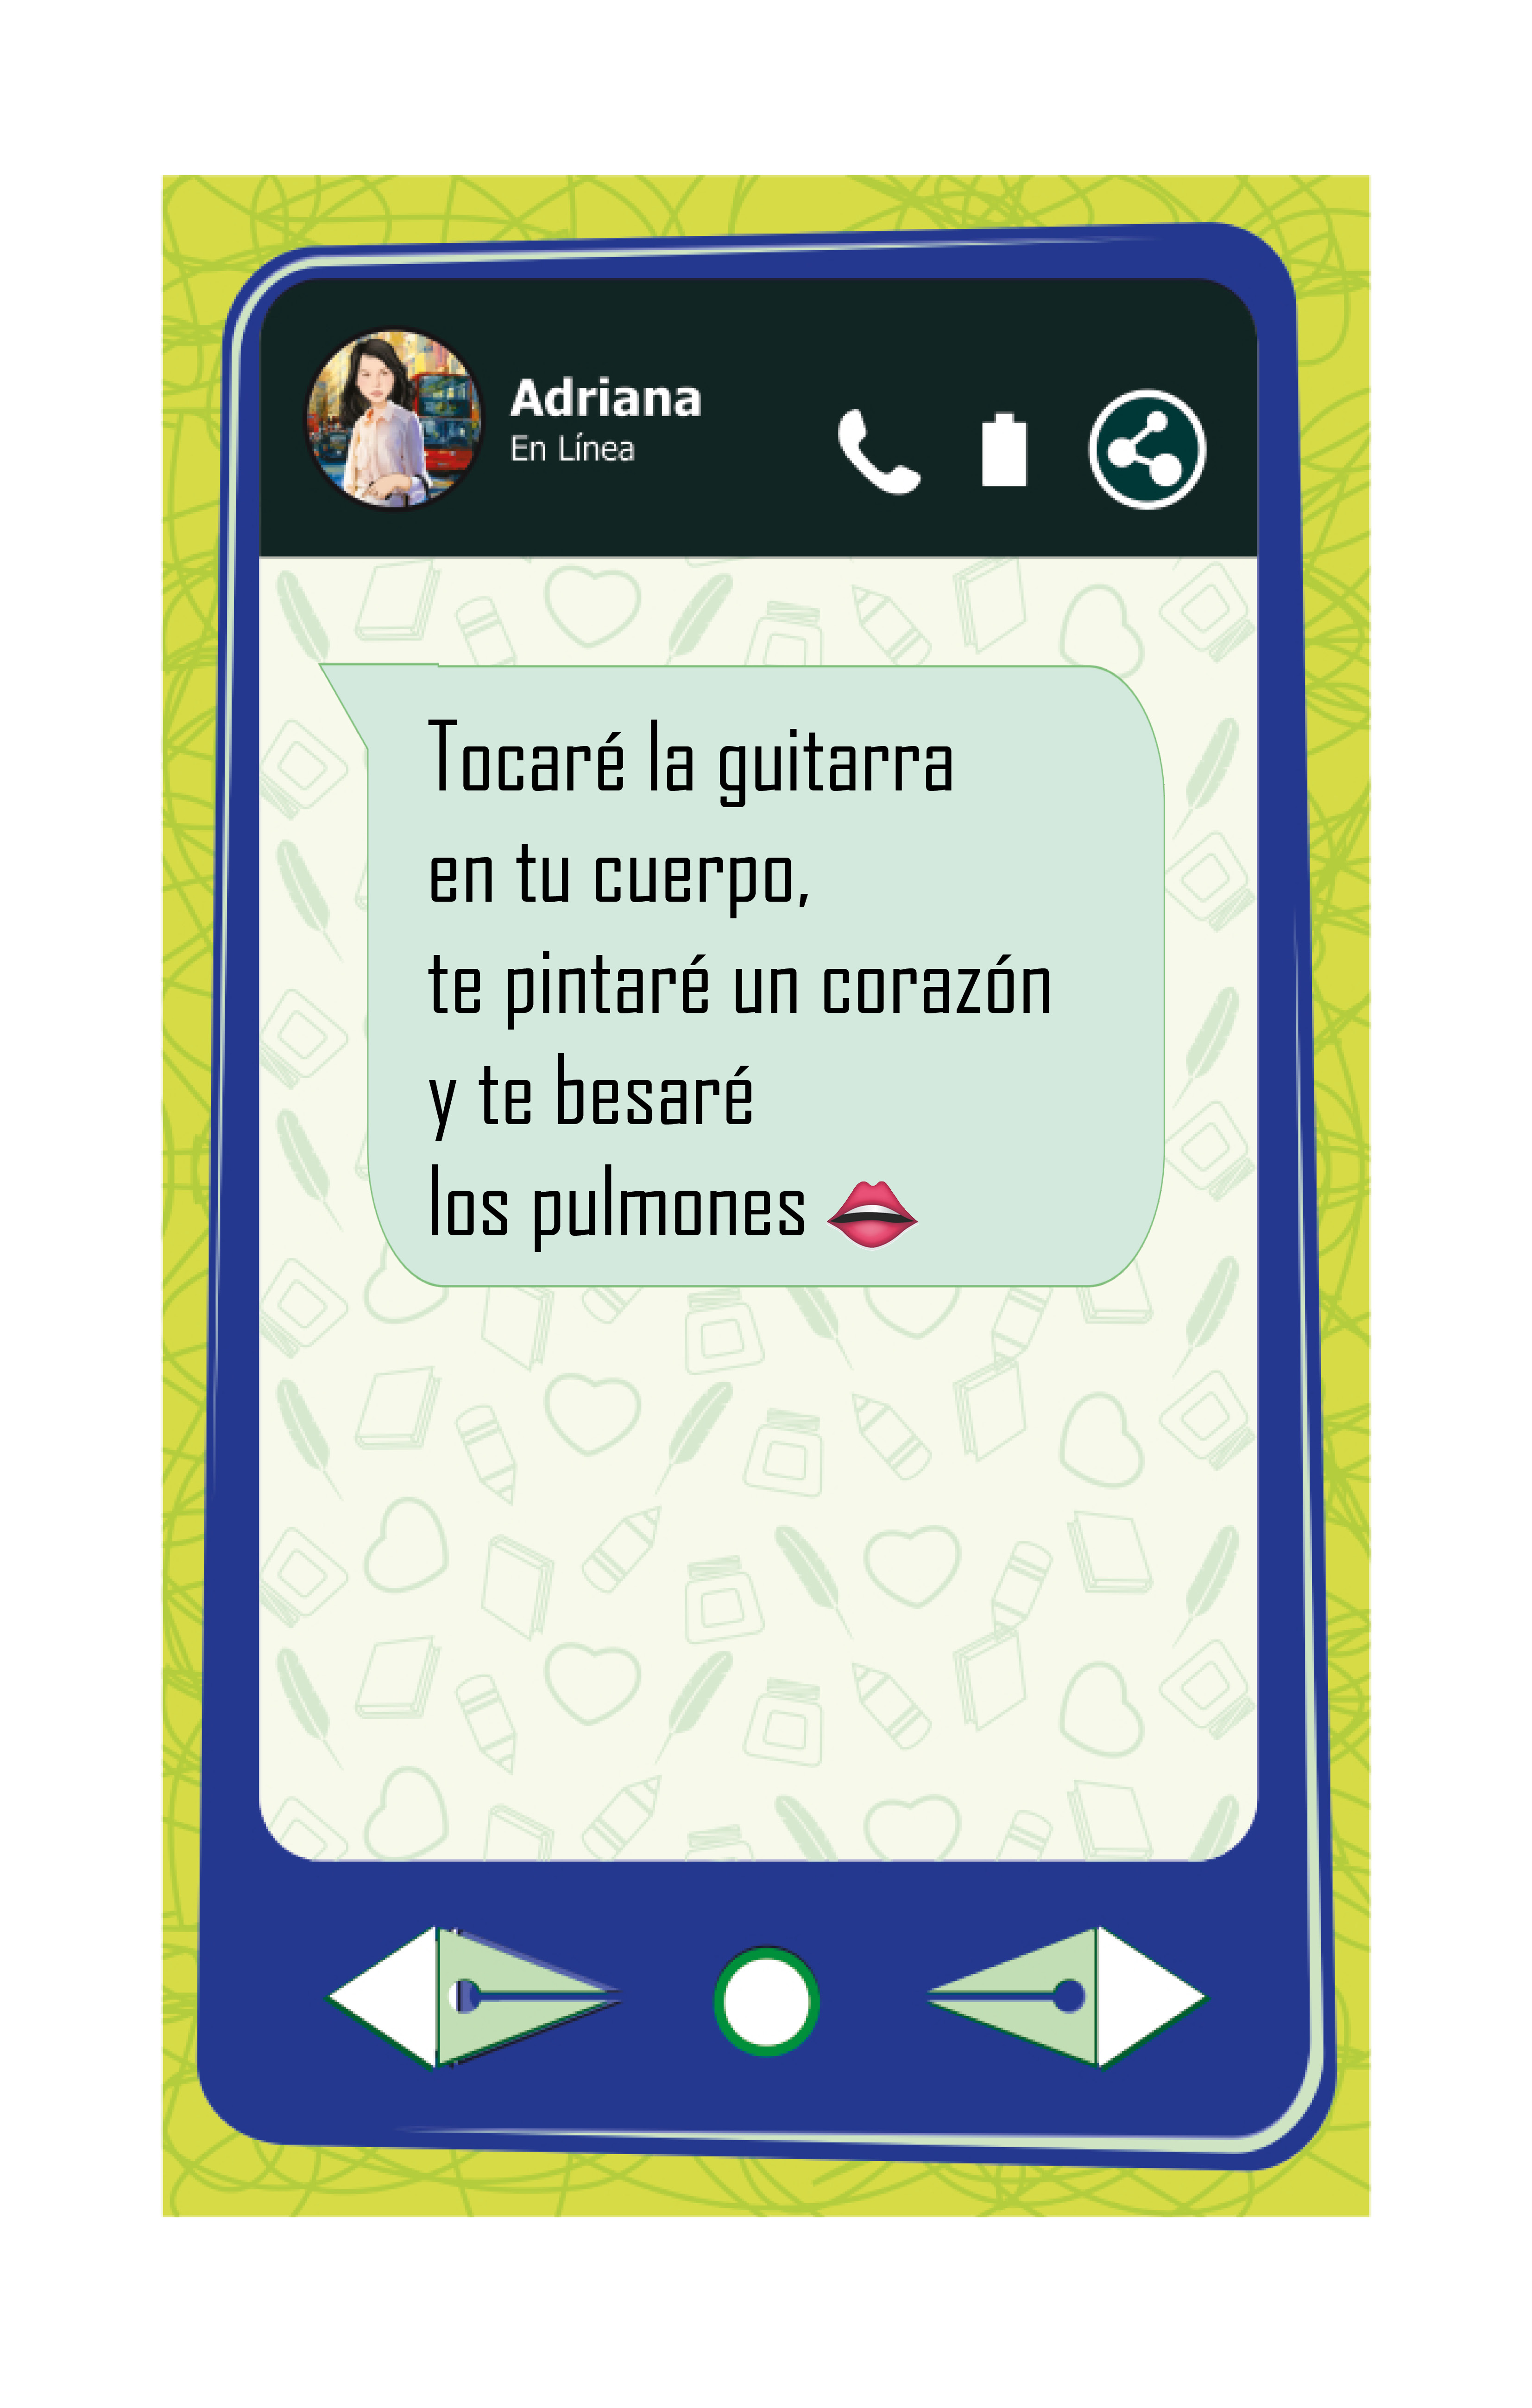 Adriana
En Línea
Tocaré la guitarra
en tu cuerpo,
te pintaré un corazón
y te besaré
los pulmones 👄